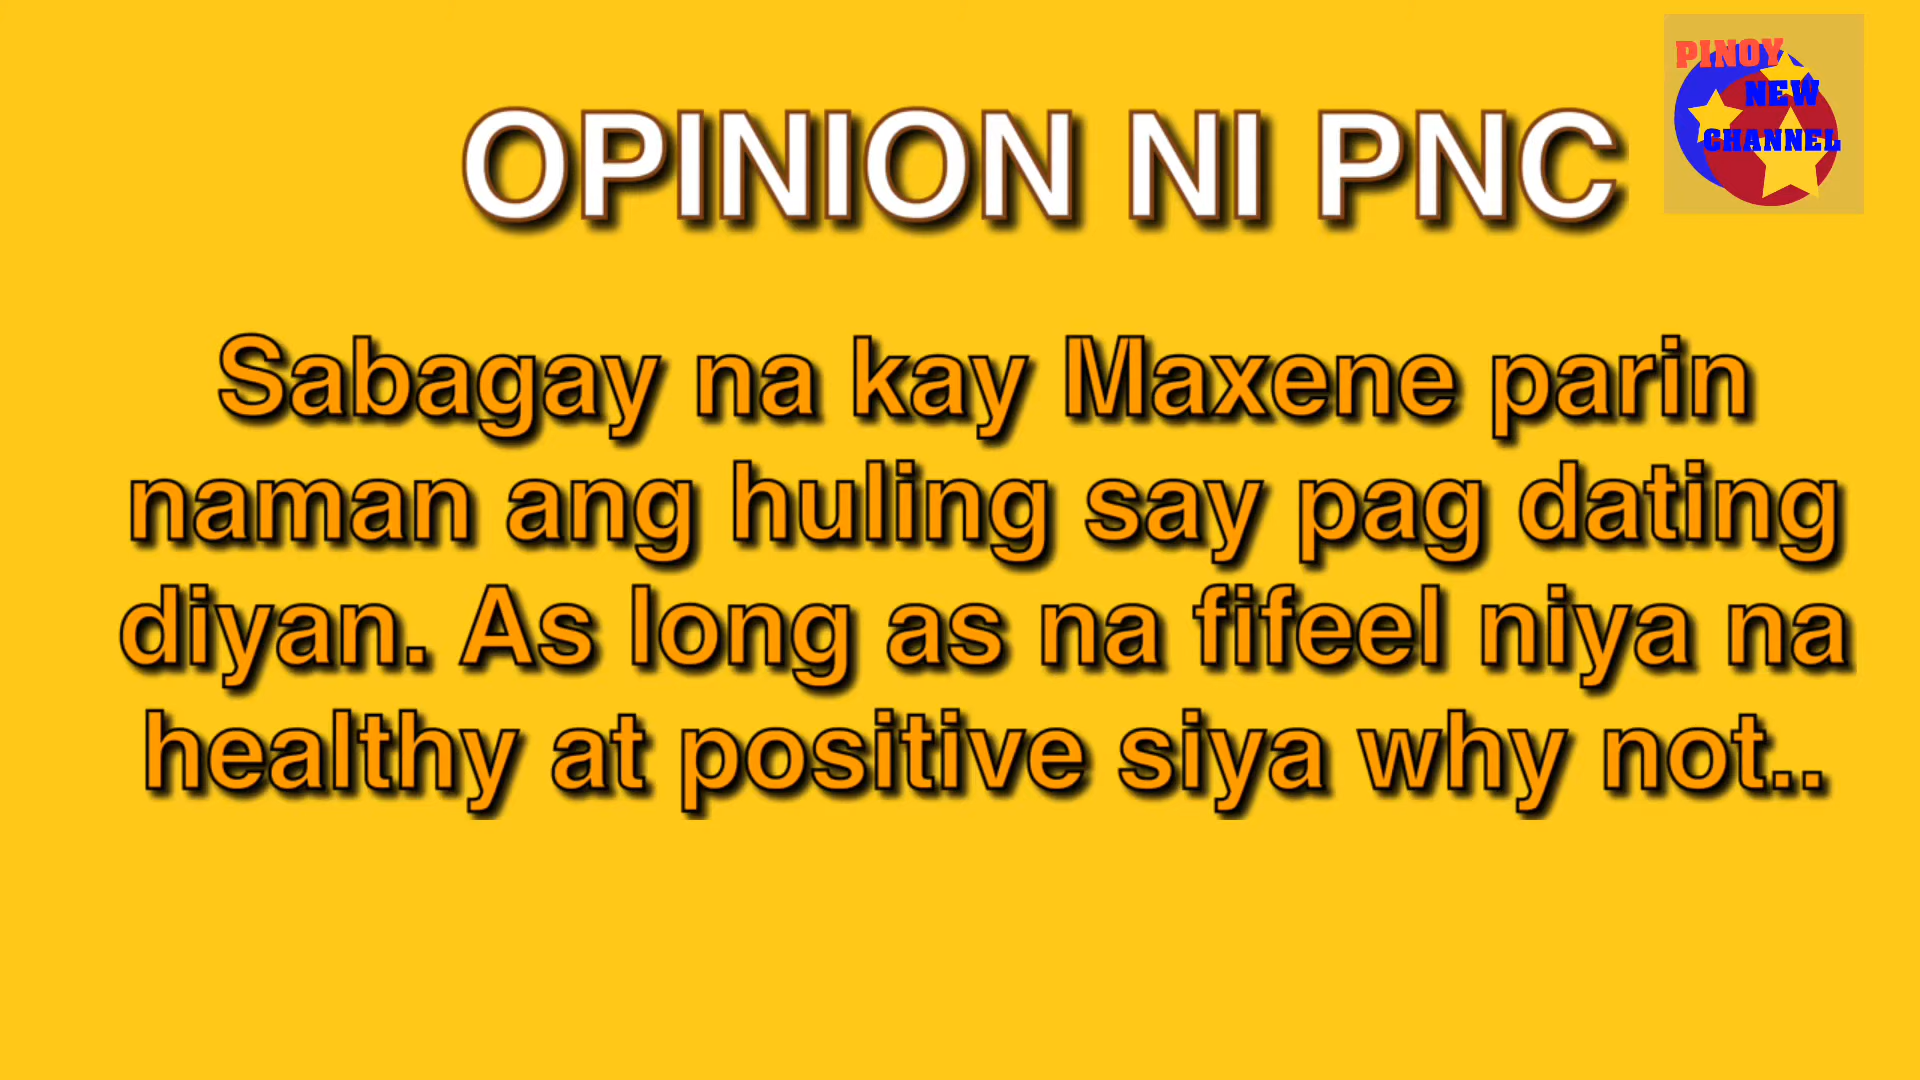 PINOY
NEW
CHANNEL
OPINION NI PNC
Sabagay na kay Maxene parin
naman ang huling say pag dating
diyan. As long as na fifeel niya na
healthy at positive siya why not..